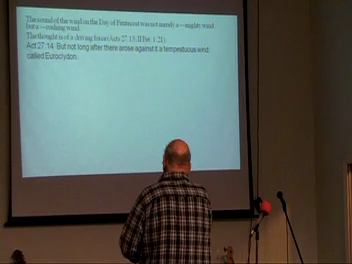 The sound of the wind on the Day of Pentecost was not merely a --mighty wind
but a --rushing wind.
The thought is of a driving force (Acts 27:15; II Pet. 1:21)
Act 27:14 But not long after there arose against it a tempestuous wind,
called Euroclydon.